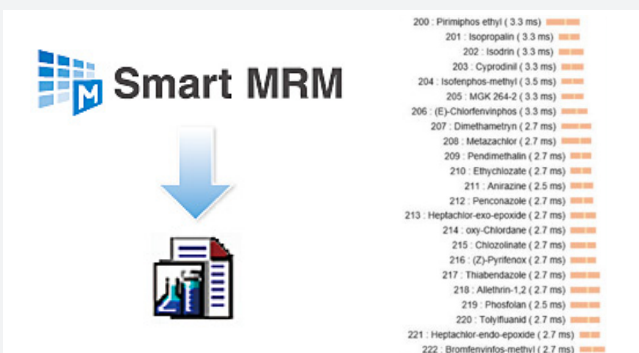 Smart MRM
M
200 : Pirimiphos ethyl ( 3.3 ms)
201 : Isopropalin ( 3.3 ms)
202 : Isodrin ( 3.3 ms)
203 : Cyprodinil ( 3.5 ms)
204 : Isofenphos-methyl ( 3.5 ms)
205 : MGK 264-2 ( 3.3 ms)
206 : (E)-Chlorfenvinphos ( 3.3 ms)
207 : Dimethametryn ( 2.7 ms)
208 : Metazachlor ( 2.7 ms)
209 : Pendimethalin ( 2.7 ms)
210 : Ethychlozate ( 2.7 ms)
211 : Anirazine ( 2.5 ms)
212 : Penconazole ( 2.7 ms)
213 : Heptachlor-exo-epoxide ( 2.7 ms)
214 : oxy-Chlordane ( 2.7 ms)
215 : Chlozolinate ( 2.7 ms)
216 : (Z)-Pyrifenox ( 2.7 ms)
217 : Thiabendazole ( 2.7 ms)
218 : Allethrin-1,2 ( 2.7 ms)
219 : Phosfolan ( 2.5 ms)
220 : Tolylfluanid ( 2.7 ms)
221 : Heptachlor-endo-epoxide ( 2.7 ms)
222 : Bromfenvinfos-methyl ( 2.7 ms)